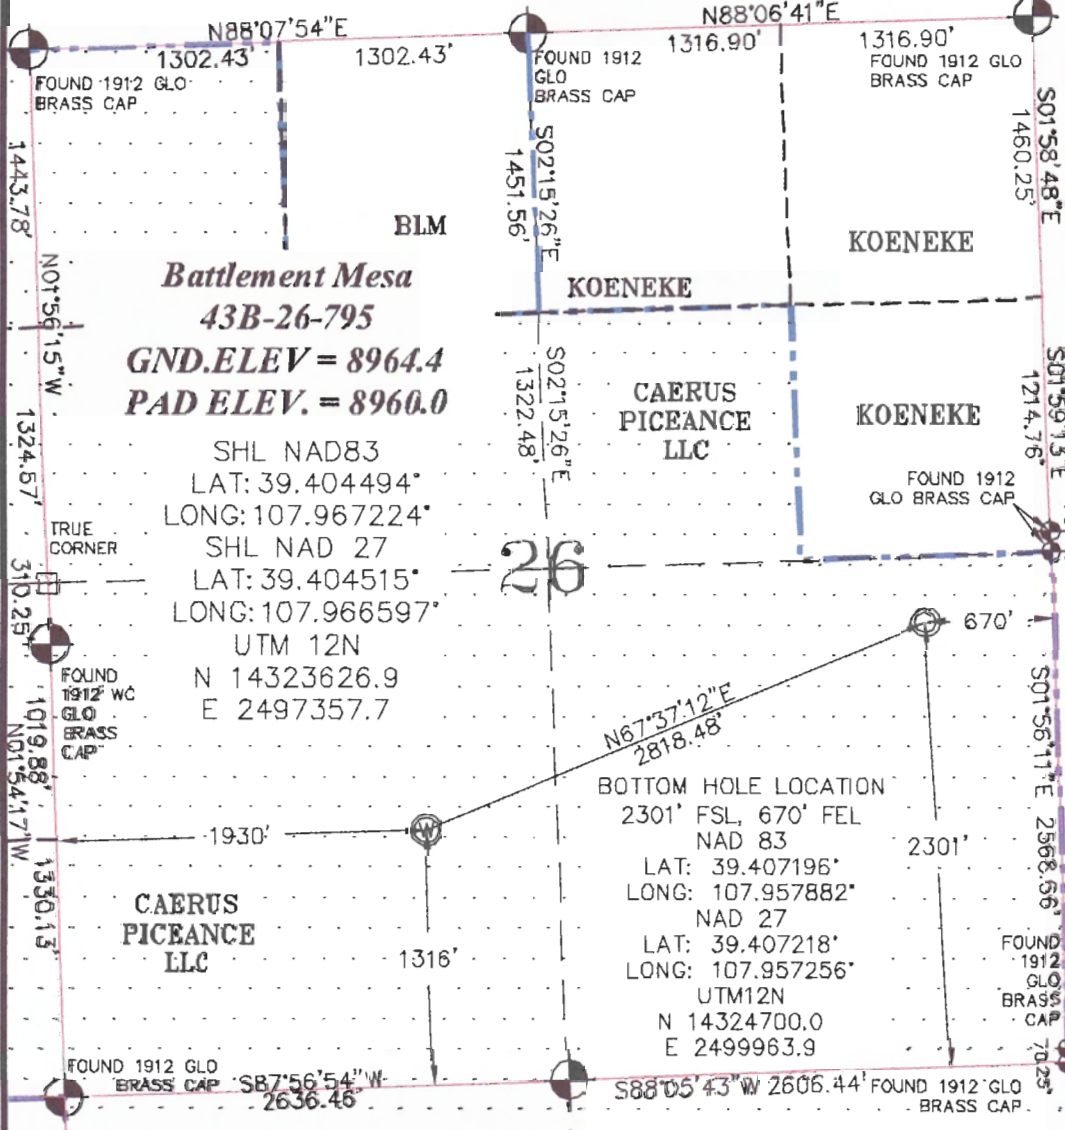 N88°07'54"E
1302.43'
1302.43'
N88°06'41"E
1316.90'
1316.90'
FOUND 1912 GLO
BRASS CAP
FOUND 1912
GLO
BRASS CAP
FOUND 1912 GLO
BRASS CAP
1443.78'
S02°15'26"E
1451.56'
S01°58'48"E
1460.25'
BLM
KOENEKE
KOENEKE
N01°56'15"W
1324.57'
Battlement Mesa
43B-26-795
GND.ELEV = 8964.4
PAD ELEV. = 8960.0
SHL NAD83
LAT: 39.404494°
LONG: 107.967224°
SHL NAD 27
LAT: 39.404515°
LONG: 107.966597°
UTM 12N
N 14323626.9
E 2497357.7
S02°15'26"E
1322.48'
CAERUS
PICEANCE
LLC
KOENEKE
S01°59'13"E
1214.76'
FOUND 1912
GLO BRASS CAP
TRUE
CORNER
310.25'
26
FOUND
1912 WC
GLO
BRASS
CAP
1019.88'
N01°54'17"W
1330.13'
670'
N67°37'12"E
2818.48'
S01°56'11"E 2568.66'
BOTTOM HOLE LOCATION
2301' FSL, 670' FEL
NAD 83
LAT: 39.407196°
LONG: 107.957882°
NAD 27
LAT: 39.407218°
LONG: 107.957256°
UTM12N
N 14324700.0
E 2499963.9
2301'
1930'
W
CAERUS
PICEANCE
LLC
1316'
FOUND
1912
GLO
BRASS
CAP
70.25'
FOUND 1912 GLO
BRASS CAP
S87°56'54"W
2636.46'
S88°05'43"W 2606.44'
FOUND 1912 GLO
BRASS CAP